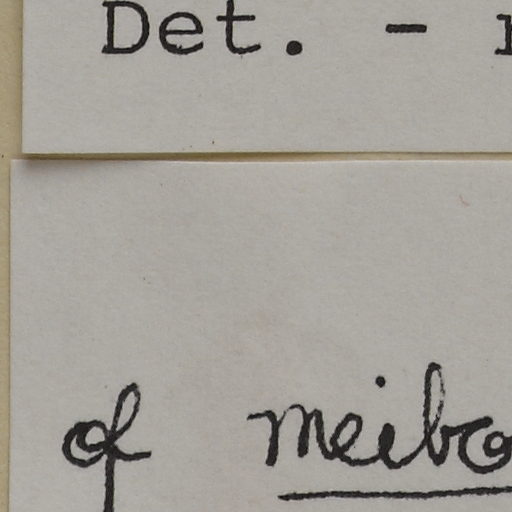 Det. -
of meibo